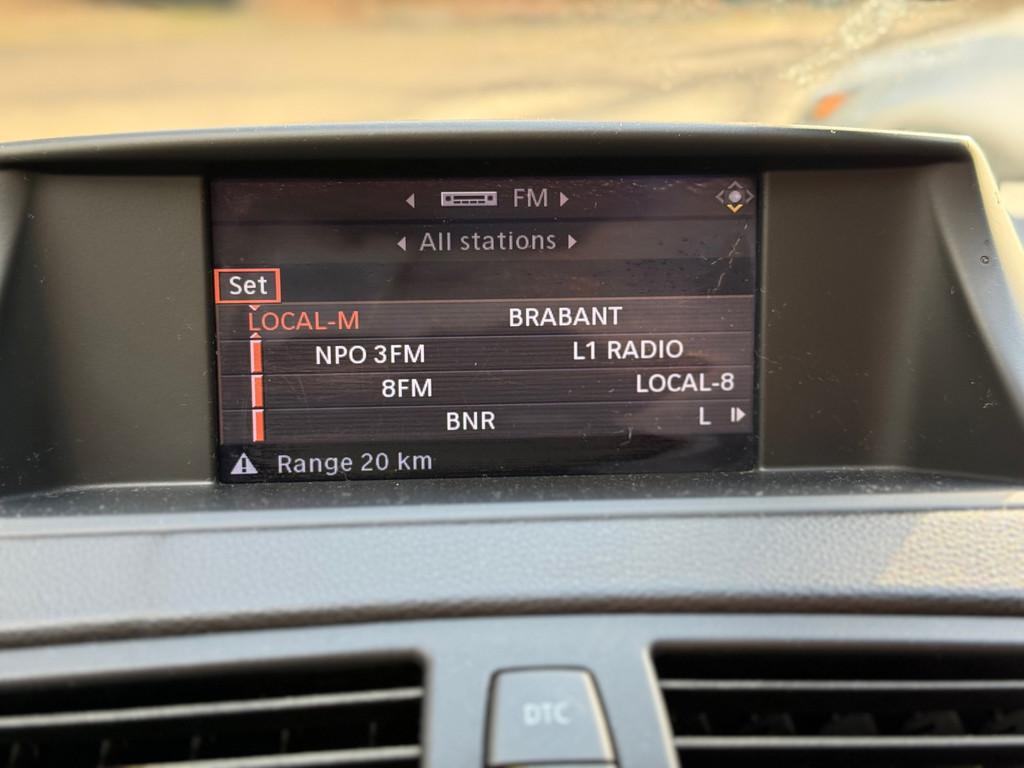 FM
All stations
Set
LOCAL-M BRABANT
NPO 3FM L1 RADIO
8FM LOCAL-8
BNR L
Range 20 km
DTC